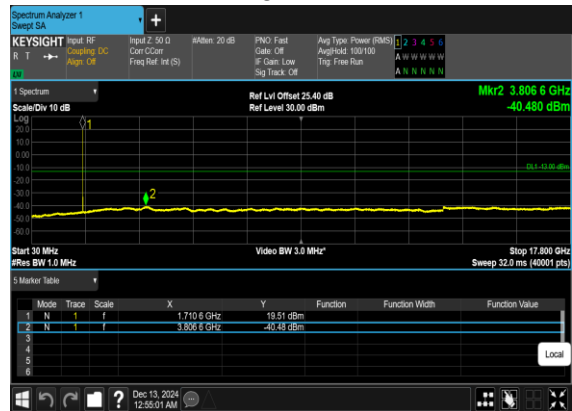 Spectrum Analyzer 1
Swept SA
+
KEYSIGHT Input: RF Input Z: 50 Ω #Atten: 20 dB PNO: Fast Avg Type: Power (RMS) 1 2 3 4 5 6
R T Coupling: DC Corr CCorr Gate: Off Avg|Hold: 100/100 A W W W W W
Align: Off Freq Ref: Int (S) IF Gain: Low Trig: Free Run
Sig Track: Off A N N N N N
1 Spectrum
Ref Lvl Offset 25.40 dB Mkr2 3.806 6 GHz
Scale/Div 10 dB Ref Level 30.00 dBm -40.480 dBm
Log
20.0
10.0
0.00
-10.0
-20.0
-30.0
-40.0
-50.0
-60.0
1
DL1 -13.00 dBm
2
Start 30 MHz Video BW 3.0 MHz* Stop 17.800 GHz
#Res BW 1.0 MHz Sweep 32.0 ms (40001 pts)
5 Marker Table
Mode Trace Scale X Y Function Function Width Function Value
1 N 1 f 1.710 6 GHz 19.51 dBm
2 N 1 f 3.806 6 GHz -40.48 dBm
3
4
5
6
Local
? Dec 13, 2024
12:55:01 AM